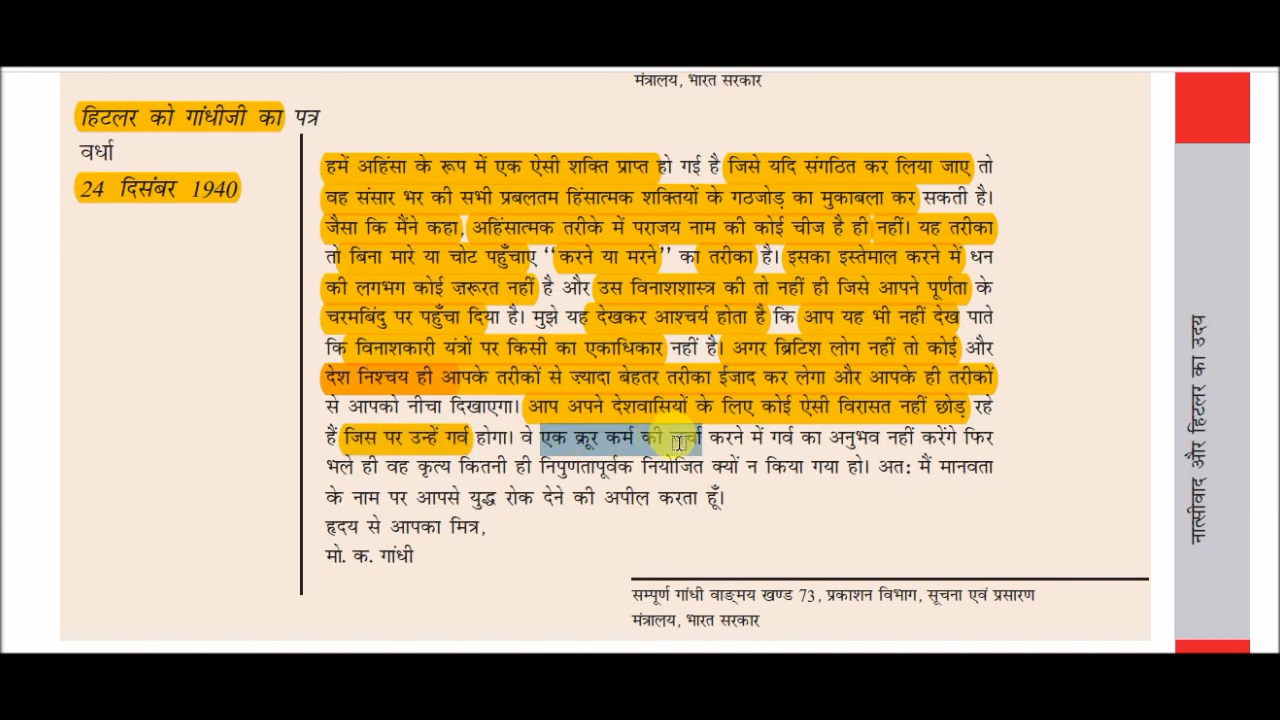 मंत्रालय, भारत सरकार
हिटलर को गांधीजी का पत्र
वर्धा
24 दिसंबर 1940
हमें अहिंसा के रूप में एक ऐसी शक्ति प्राप्त हो गई है जिसे यदि संगठित कर लिया जाए तो
वह संसार भर की सभी प्रबलतम हिंसात्मक शक्तियों के गठजोड़ का मुकाबला कर सकती है।
जैसा कि मैंने कहा, अहिंसात्मक तरीके में पराजय नाम की कोई चीज है ही नहीं। यह तरीका
तो बिना मारे या चोट पहुँचाए ‘‘करने या मरने’’ का तरीका है। इसका इस्तेमाल करने में धन
की लगभग कोई ज़रूरत नहीं है और उस विनाशशास्त्र की तो नहीं ही जिसे आपने पूर्णता के
चरमबिंदु पर पहुँचा दिया है। मुझे यह देखकर आश्चर्य होता है कि आप यह भी नहीं देख पाते
कि विनाशकारी यंत्रों पर किसी का एकाधिकार नहीं है। अगर ब्रिटिश लोग नहीं तो कोई और
देश निश्चय ही आपके तरीकों से ज्यादा बेहतर तरीका ईजाद कर लेगा और आपके ही तरीकों
से आपको नीचा दिखाएगा। आप अपने देशवासियों के लिए कोई ऐसी विरासत नहीं छोड़ रहे
हैं जिस पर उन्हें गर्व होगा। वे एक क्रूर कर्म की करने में गर्व का अनुभव नहीं करेंगे फिर
भले ही वह कृत्य कितनी ही निपुणतापूर्वक नियोजित क्यों न किया गया हो। अत: मैं मानवता
के नाम पर आपसे युद्ध रोक देने की अपील करता हूँ।
हृदय से आपका मित्र,
मो. क. गांधी
सम्पूर्ण गांधी वाङ्मय खण्ड 73, प्रकाशन विभाग, सूचना एवं प्रसारण
मंत्रालय, भारत सरकार
नात्सीवाद और हिटलर का उदय